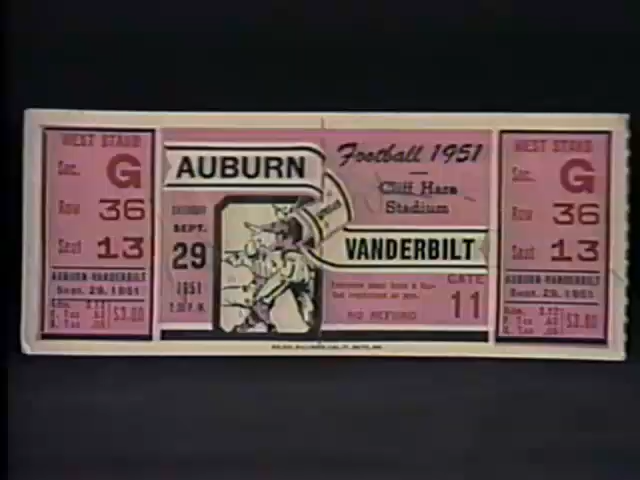 WEST STAND
Sec. G
Row 36
Seat 13
AUBURN-VANDERBILT
Sept. 29, 1951
$3.80
AUBURN
SATURDAY
SEPT.
29
1951
Football 1951
Cliff Hare
Stadium
VANDERBILT
GATE
11
NO REFUND
WEST STAND
Sec. G
Row 36
Seat 13
AUBURN-VANDERBILT
Sept. 29, 1951
$3.80